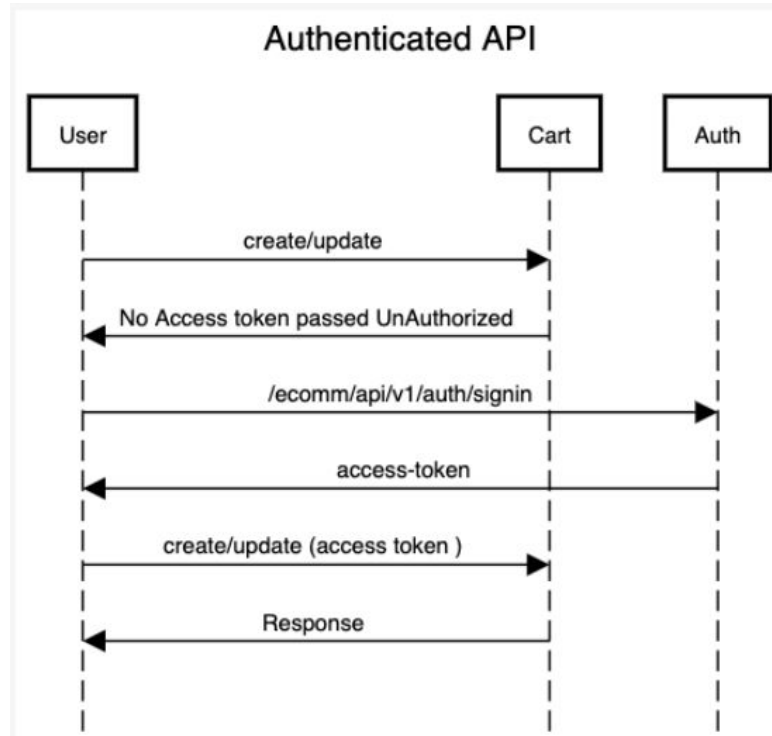 Authenticated API
User
Cart
Auth
create/update
No Access token passed UnAuthorized
/ecomm/api/v1/auth/signin
access-token
create/update (access token )
Response